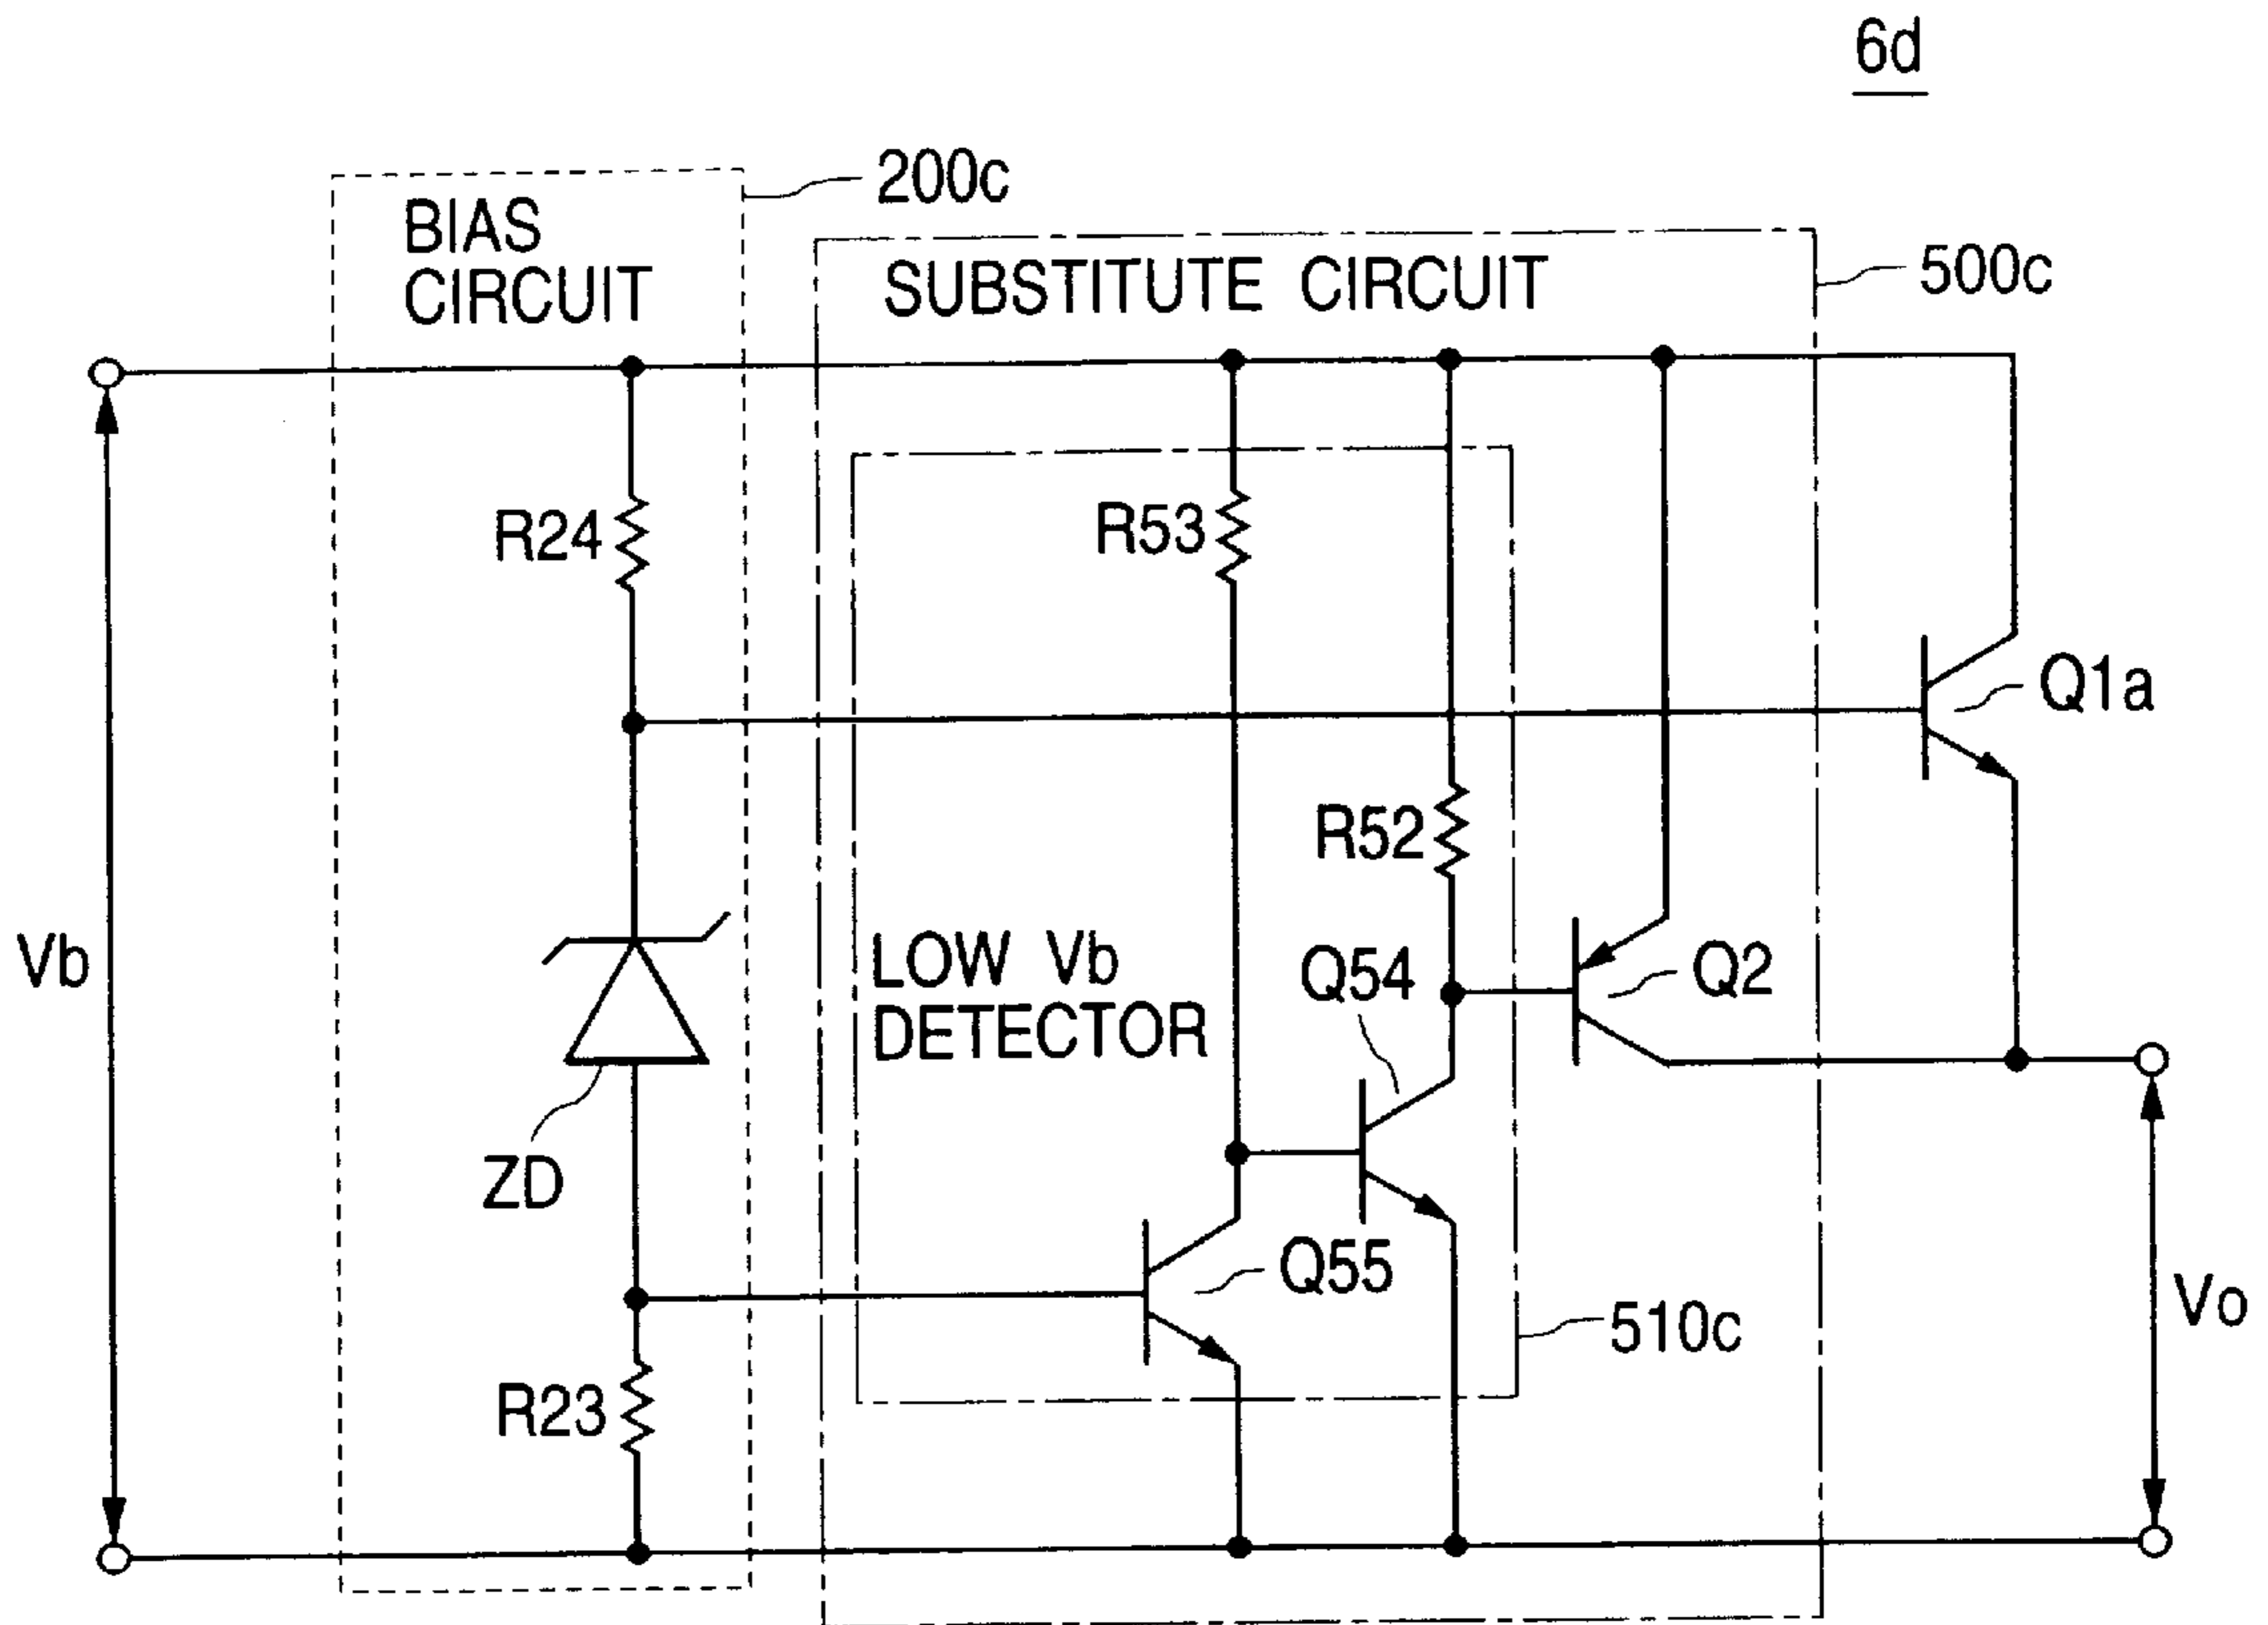 6d
200c
BIAS
CIRCUIT
500c
SUBSTITUTE CIRCUIT
R24
R53
Q1a
R52
Vb
LOW Vb
DETECTOR
Q54
Q2
ZD
Q55
510c
Vo
R23